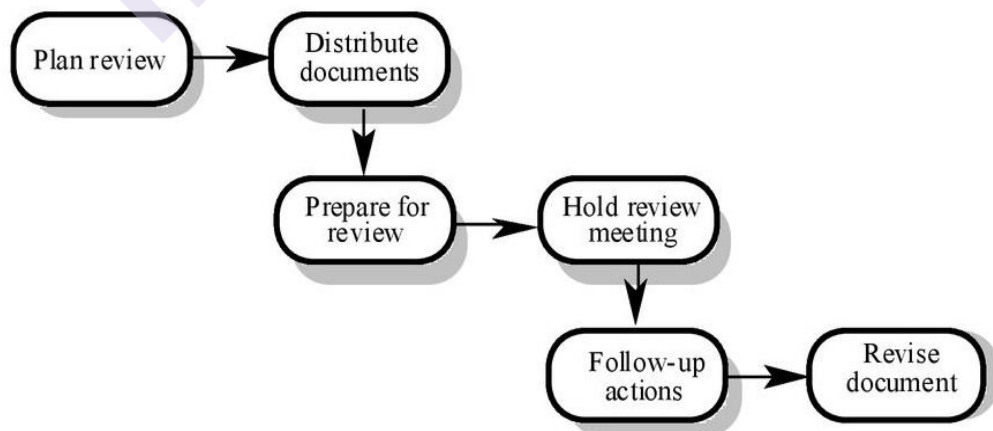 Plan review
Distribute
documents
Prepare for
review
Hold review
meeting
Follow-up
actions
Revise
document